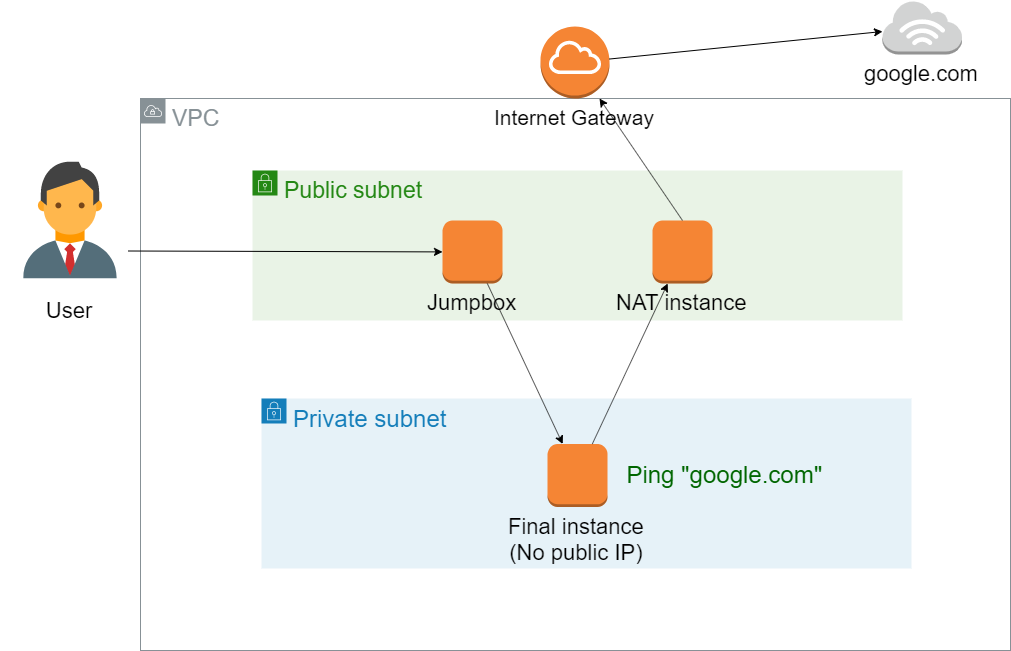 google.com
Internet Gateway
VPC
Public subnet
User
Jumpbox
NAT instance
Private subnet
Ping "google.com"
Final instance
(No public IP)